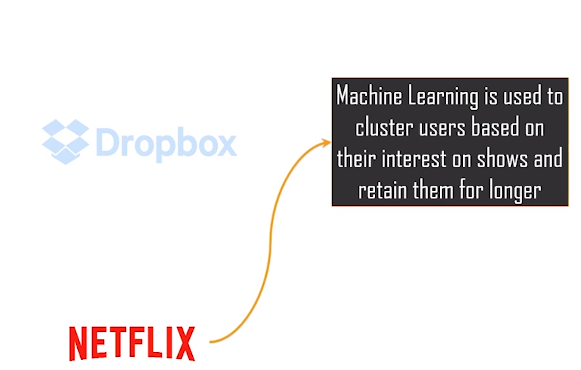 Dropbox
Machine Learning is used to
cluster users based on
their interest on shows and
retain them for longer
NETFLIX